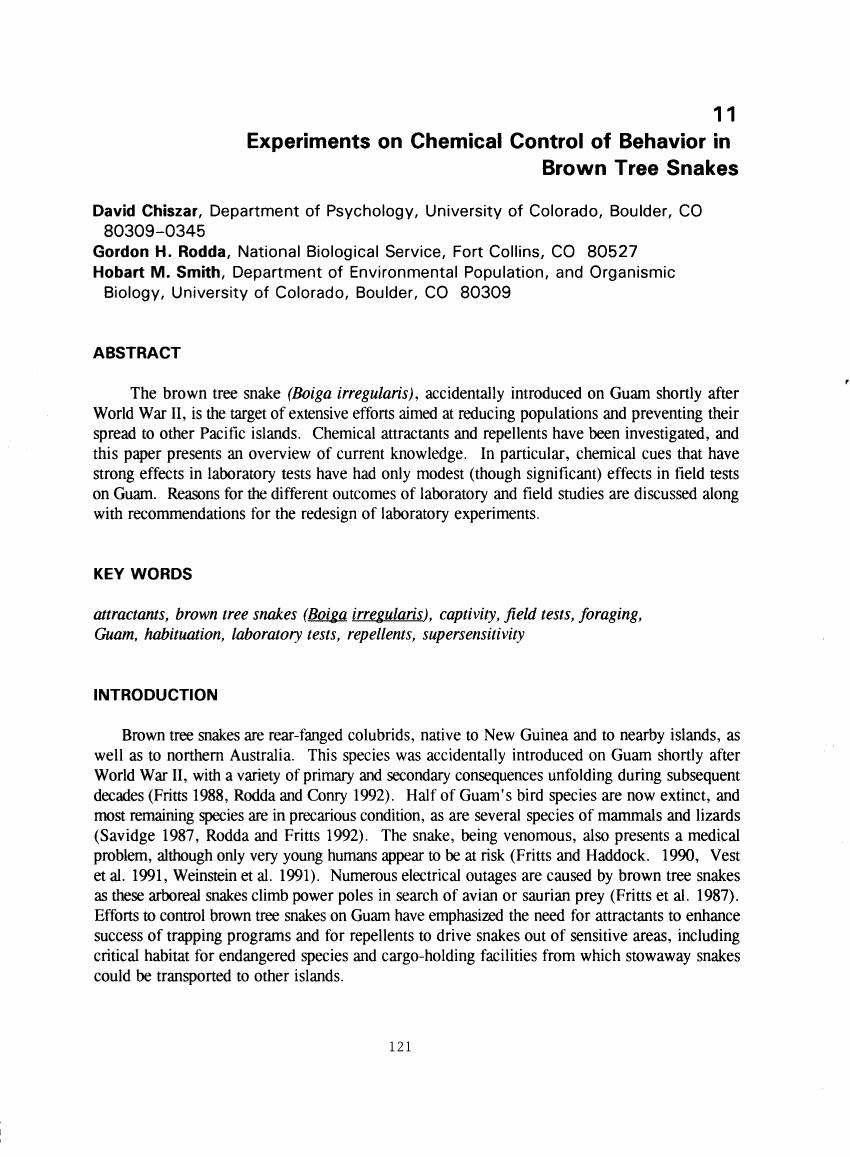 11
Experiments on Chemical Control of Behavior in
Brown Tree Snakes
David Chiszar, Department of Psychology, University of Colorado, Boulder, CO
80309-0345
Gordon H. Rodda, National Biological Service, Fort Collins, CO 80527
Hobart M. Smith, Department of Environmental Population, and Organismic
Biology, University of Colorado, Boulder, CO 80309
ABSTRACT
The brown tree snake (Boiga irregularis), accidentally introduced on Guam shortly after
World War II, is the target of extensive efforts aimed at reducing populations and preventing their
spread to other Pacific islands. Chemical attractants and repellents have been investigated, and
this paper presents an overview of current knowledge. In particular, chemical cues that have
strong effects in laboratory tests have had only modest (though significant) effects in field tests
on Guam. Reasons for the different outcomes of laboratory and field studies are discussed along
with recommendations for the redesign of laboratory experiments.
KEY WORDS
attractants, brown tree snakes (Boiga irregularis), captivity, field tests, foraging,
Guam, habituation, laboratory tests, repellents, supersensitivity
INTRODUCTION
Brown tree snakes are rear-fanged colubrids, native to New Guinea and to nearby islands, as
well as to northern Australia. This species was accidentally introduced on Guam shortly after
World War II, with a variety of primary and secondary consequences unfolding during subsequent
decades (Fritts 1988, Rodda and Conry 1992). Half of Guam's bird species are now extinct, and
most remaining species are in precarious condition, as are several species of mammals and lizards
(Savidge 1987, Rodda and Fritts 1992). The snake, being venomous, also presents a medical
problem, although only very young humans appear to be at risk (Fritts and Haddock. 1990, Vest
et al. 1991, Weinstein et al. 1991). Numerous electrical outages are caused by brown tree snakes
as these arboreal snakes climb power poles in search of avian or saurian prey (Fritts et al. 1987).
Efforts to control brown tree snakes on Guam have emphasized the need for attractants to enhance
success of trapping programs and for repellents to drive snakes out of sensitive areas, including
critical habitat for endangered species and cargo-holding facilities from which stowaway snakes
could be transported to other islands.
121